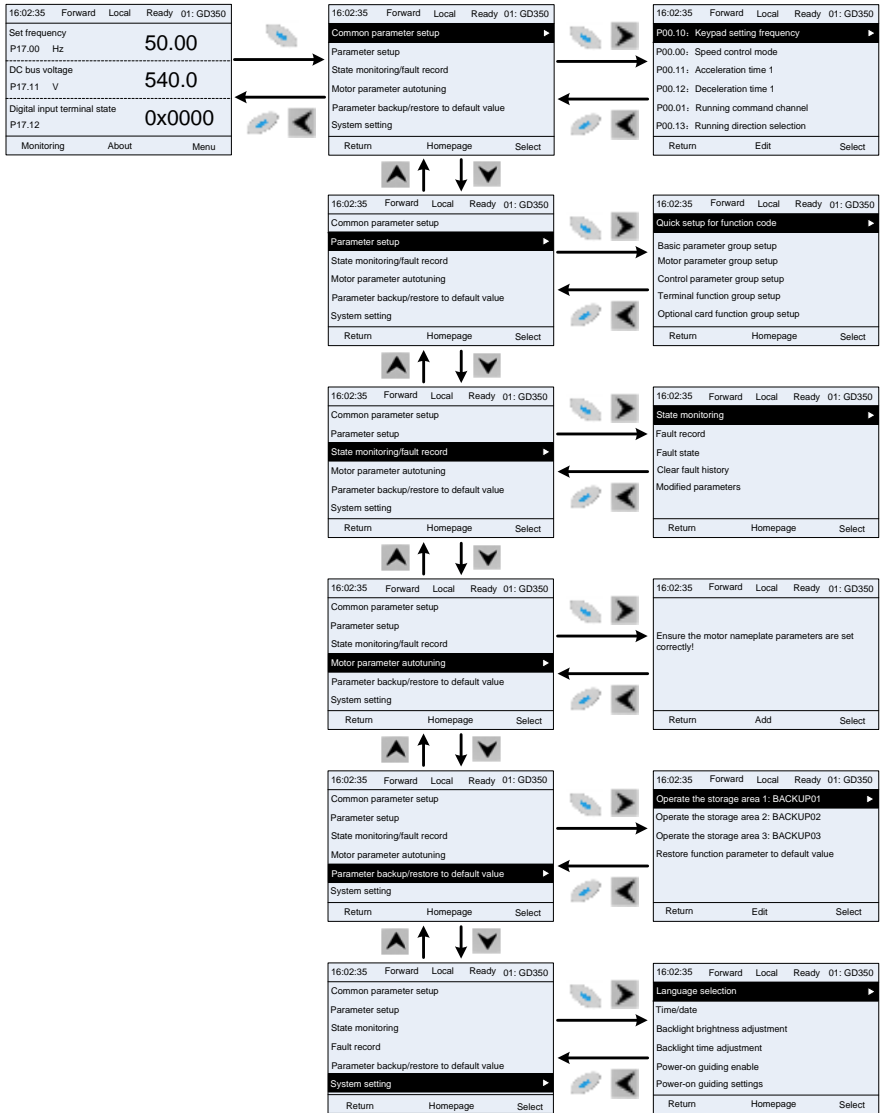 16:02:35 Forward Local Ready 01: GD350
Set frequency
P17.00 Hz 50.00
DC bus voltage
P17.11 V 540.0
Digital input terminal state
P17.12 0x0000
Monitoring About Menu
16:02:35 Forward Local Ready 01: GD350
Common parameter setup
Parameter setup
State monitoring/fault record
Motor parameter autotuning
Parameter backup/restore to default value
System setting
Return Homepage Select
16:02:35 Forward Local Ready 01: GD350
P00.10: Keypad setting frequency
P00.00: Speed control mode
P00.11: Acceleration time 1
P00.12: Deceleration time 1
P00.01: Running command channel
P00.13: Running direction selection
Return Edit Select
16:02:35 Forward Local Ready 01: GD350
Common parameter setup
Parameter setup
State monitoring/fault record
Motor parameter autotuning
Parameter backup/restore to default value
System setting
Return Homepage Select
16:02:35 Forward Local Ready 01: GD350
Quick setup for function code
Basic parameter group setup
Motor parameter group setup
Control parameter group setup
Terminal function group setup
Optional card function group setup
Return Homepage Select
16:02:35 Forward Local Ready 01: GD350
Common parameter setup
Parameter setup
State monitoring/fault record
Motor parameter autotuning
Parameter backup/restore to default value
System setting
Return Homepage Select
16:02:35 Forward Local Ready 01: GD350
State monitoring
Fault record
Fault state
Clear fault history
Modified parameters
Return Homepage Select
16:02:35 Forward Local Ready 01: GD350
Common parameter setup
Parameter setup
State monitoring/fault record
Motor parameter autotuning
Parameter backup/restore to default value
System setting
Return Homepage Select
16:02:35 Forward Local Ready 01: GD350
Ensure the motor nameplate parameters are set
correctly!
Return Add Select
16:02:35 Forward Local Ready 01: GD350
Common parameter setup
Parameter setup
State monitoring/fault record
Motor parameter autotuning
Parameter backup/restore to default value
System setting
Return Homepage Select
16:02:35 Forward Local Ready 01: GD350
Operate the storage area 1: BACKUP01
Operate the storage area 2: BACKUP02
Operate the storage area 3: BACKUP03
Restore function parameter to default value
Return Edit Select
16:02:35 Forward Local Ready 01: GD350
Common parameter setup
Parameter setup
State monitoring
Fault record
Parameter backup/restore to default value
System setting
Return Homepage Select
16:02:35 Forward Local Ready 01: GD350
Language selection
Time/date
Backlight brightness adjustment
Backlight time adjustment
Power-on guiding enable
Power-on guiding settings
Return Homepage Select